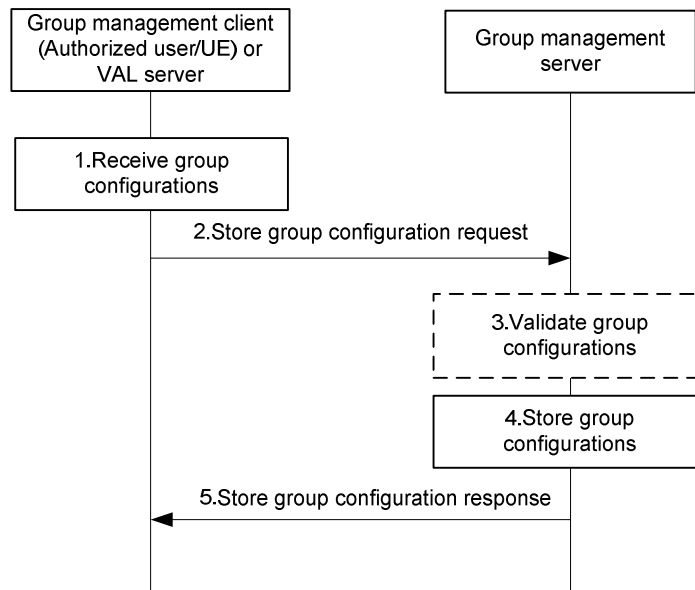 Group management client
(Authorized user/UE) or
VAL server
Group management
server
1.Receive group
configurations
2.Store group configuration request
3.Validate group
configurations
4.Store group
configurations
5.Store group configuration response